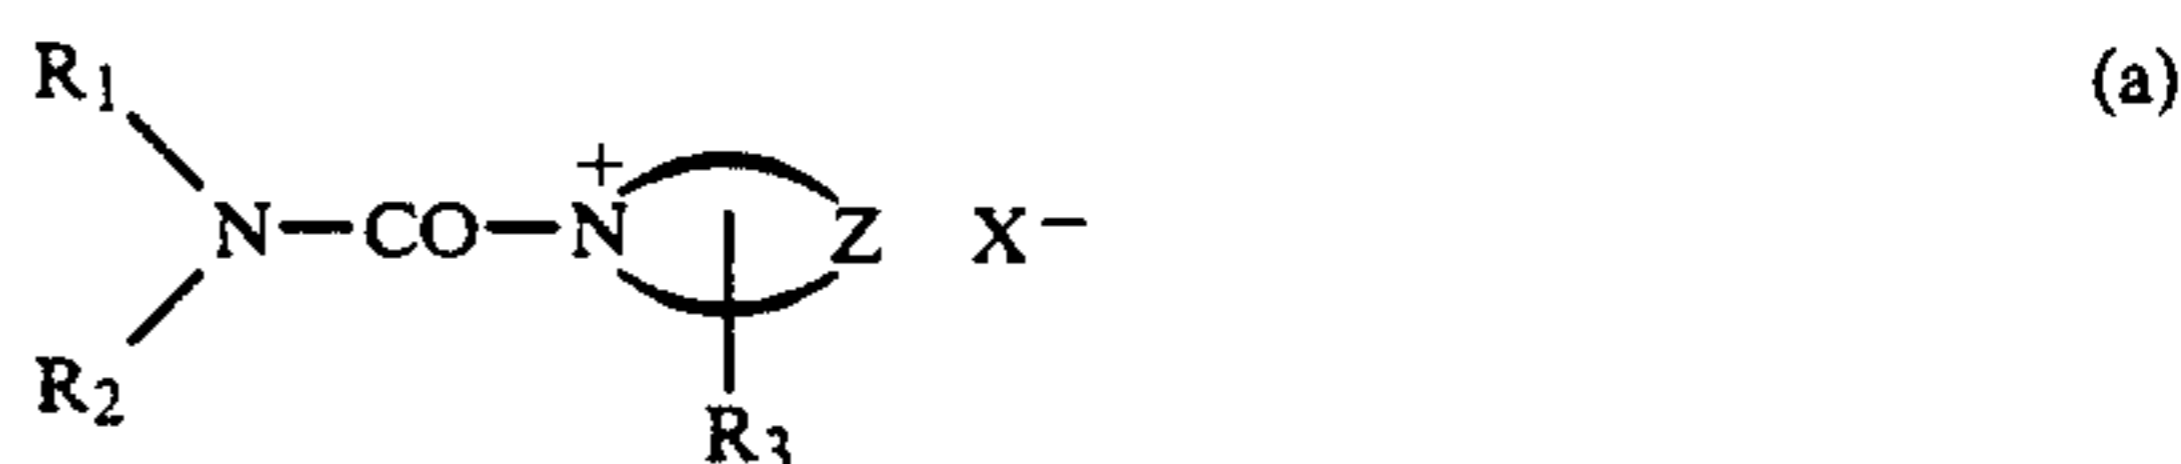 R1 (a)
+
N—CO—N Z X−
R2
R3